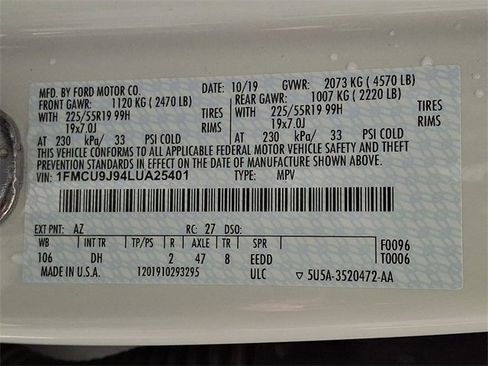 MFD. BY FORD MOTOR CO. DATE: 10/19 GVWR: 2073 KG ( 4570 LB)
FRONT GAWR: 1120 KG ( 2470 LB) REAR GAWR: 1007 KG ( 2220 LB)
WITH 225/55R19 99H TIRES WITH 225/55R19 99H TIRES
19x7.0J RIMS 19x7.0J RIMS
AT 230 kPa/ 33 PSI COLD AT 230 kPa/ 33 PSI COLD
THIS VEHICLE CONFORMS TO ALL APPLICABLE FEDERAL MOTOR VEHICLE SAFETY AND THEFT
PREVENTION STANDARDS IN EFFECT ON THE DATE OF MANUFACTURE SHOWN ABOVE.
VIN: 1FMCU9J94LUA25401 TYPE: MPV
EXT PNT: AZ RC: 27 DSO: F0096
WB INT TR TP/PS R AXLE TR SPR T0006
106 DH 2 47 8 EEDD
MADE IN U.S.A. 1201910293295 ULC ▽ 5U5A-3520472-AA